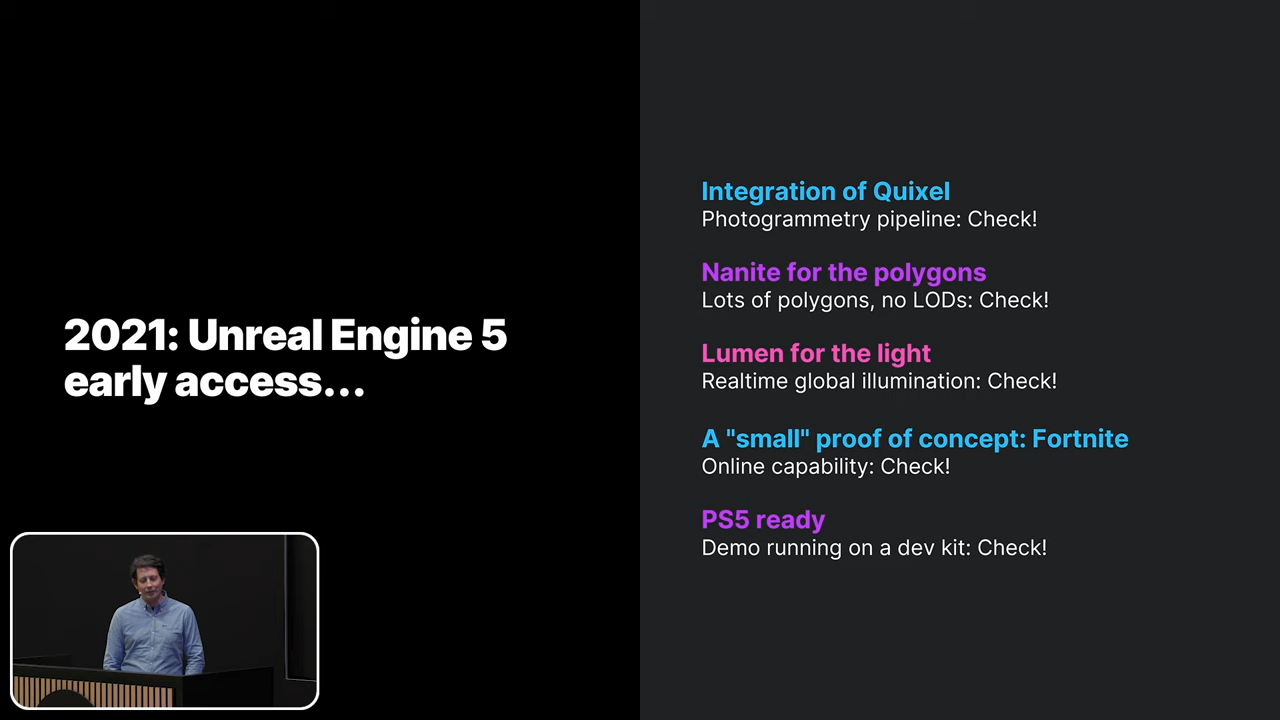 2021: Unreal Engine 5
early access...
Integration of Quixel
Photogrammetry pipeline: Check!
Nanite for the polygons
Lots of polygons, no LODs: Check!
Lumen for the light
Realtime global illumination: Check!
A "small" proof of concept: Fortnite
Online capability: Check!
PS5 ready
Demo running on a dev kit: Check!